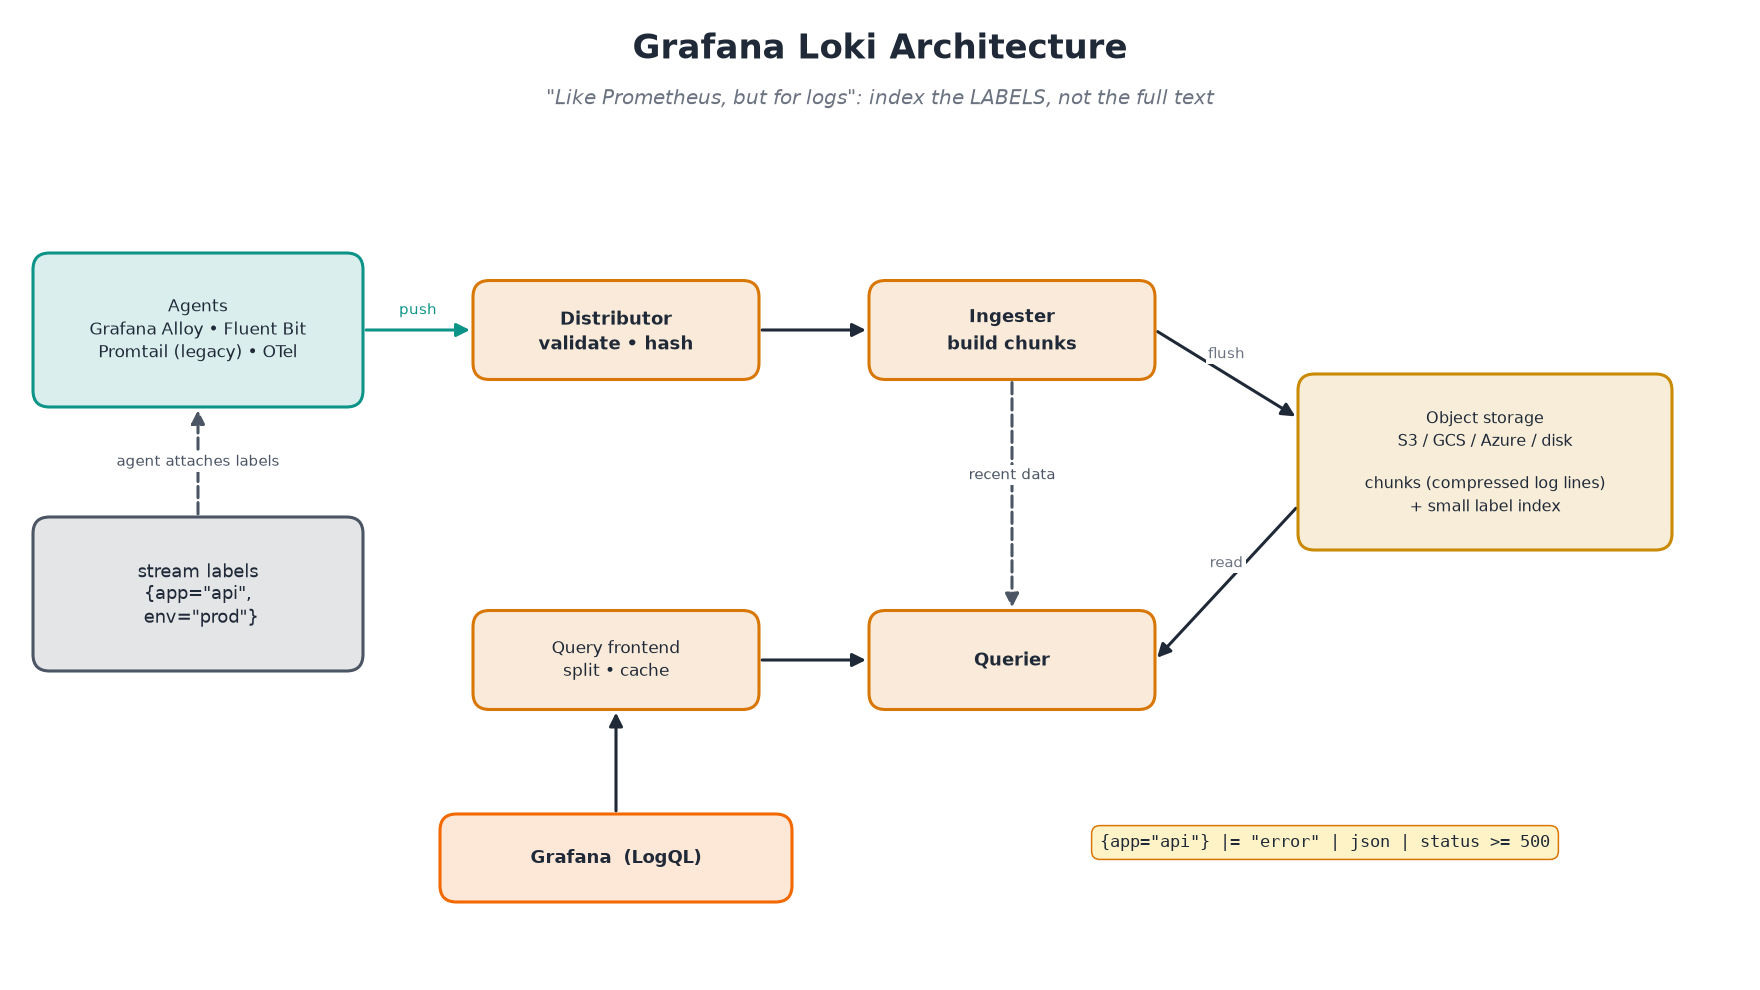 Grafana Loki Architecture
"Like Prometheus, but for logs": index the LABELS, not the full text
Agents
Grafana Alloy • Fluent Bit
Promtail (legacy) • OTel
push
Distributor
validate • hash
Ingester
build chunks
flush
Object storage
S3 / GCS / Azure / disk
chunks (compressed log lines)
+ small label index
agent attaches labels
recent data
read
stream labels
{app="api",
env="prod"}
Query frontend
split • cache
Querier
Grafana (LogQL)
{app="api"} |= "error" | json | status >= 500